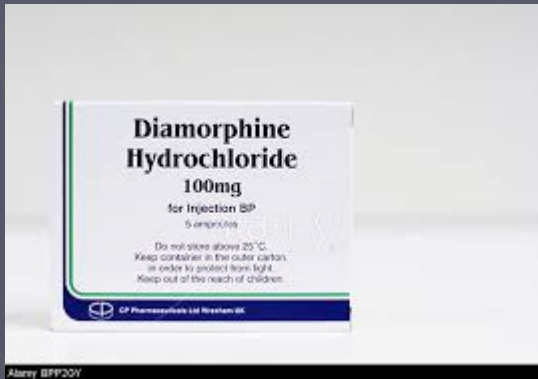 Diamorphine
Hydrochloride
100mg
for Injection BP
5 ampoules
Do not store above 25°C.
Keep container in the outer carton
in order to protect from light.
Keep out of the reach of children.
CP Pharmaceuticals Ltd Wrexham UK
Alamy BPP2GY